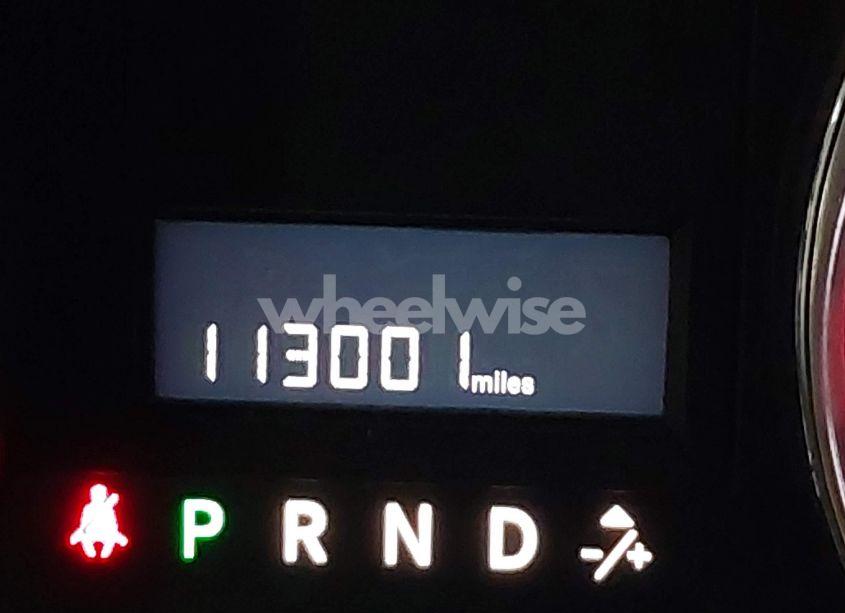 wheelwise
113001 miles
P R N D -/+